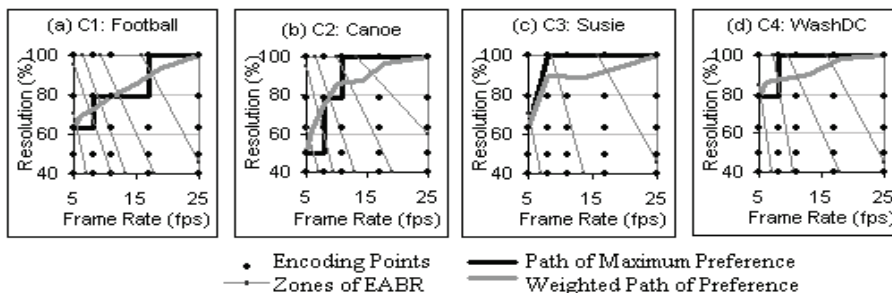 (a) C1: Football
(b) C2: Canoe
(c) C3: Susie
(d) C4: WashDC
Resolution (%)
100
80
60
40
5 15 25
Frame Rate (fps)
Resolution (%)
100
80
60
40
5 15 25
Frame Rate (fps)
Resolution (%)
100
80
60
40
5 15 25
Frame Rate (fps)
Resolution (%)
100
80
60
40
5 15 25
Frame Rate (fps)
Encoding Points
Path of Maximum Preference
Zones of EABR
Weighted Path of Preference